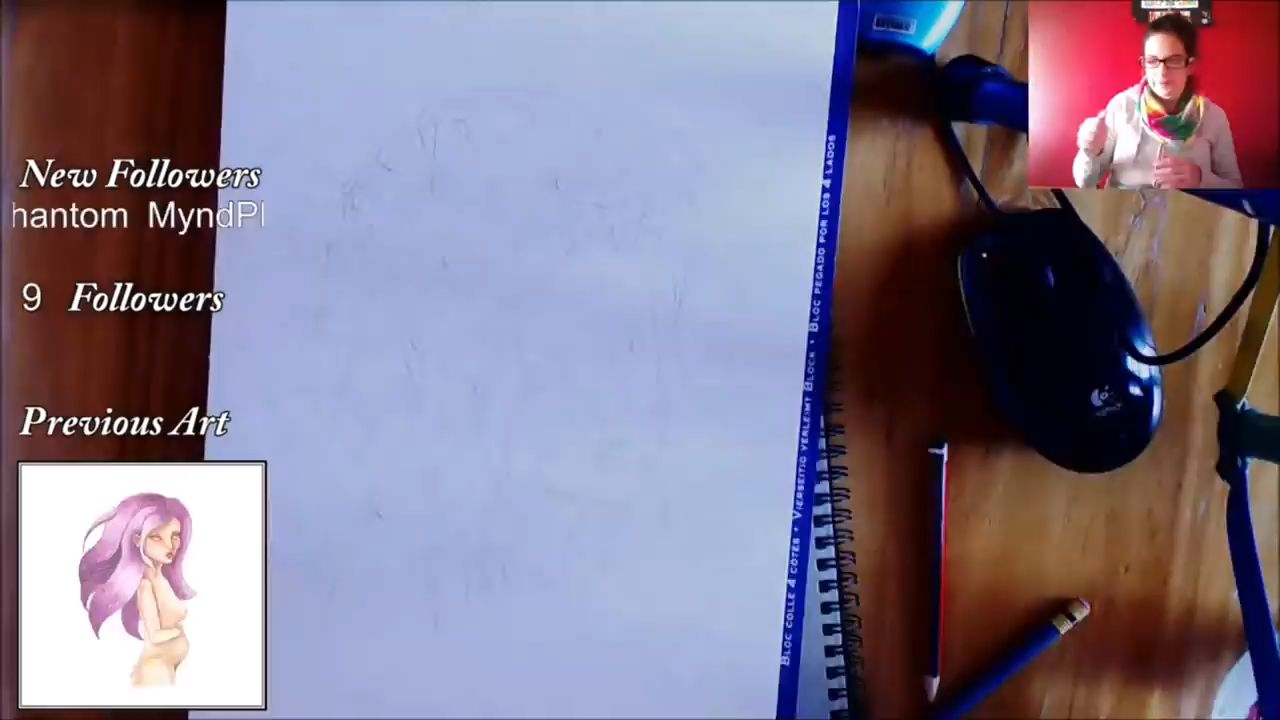 New Followers
hantom MyndPl
9 Followers
Previous Art
BLOC COLLÉ 4 CÔTÉS • VIERSEITIG VERLEIMT BLOCK • BLOC PEGADO POR LOS 4 LADOS